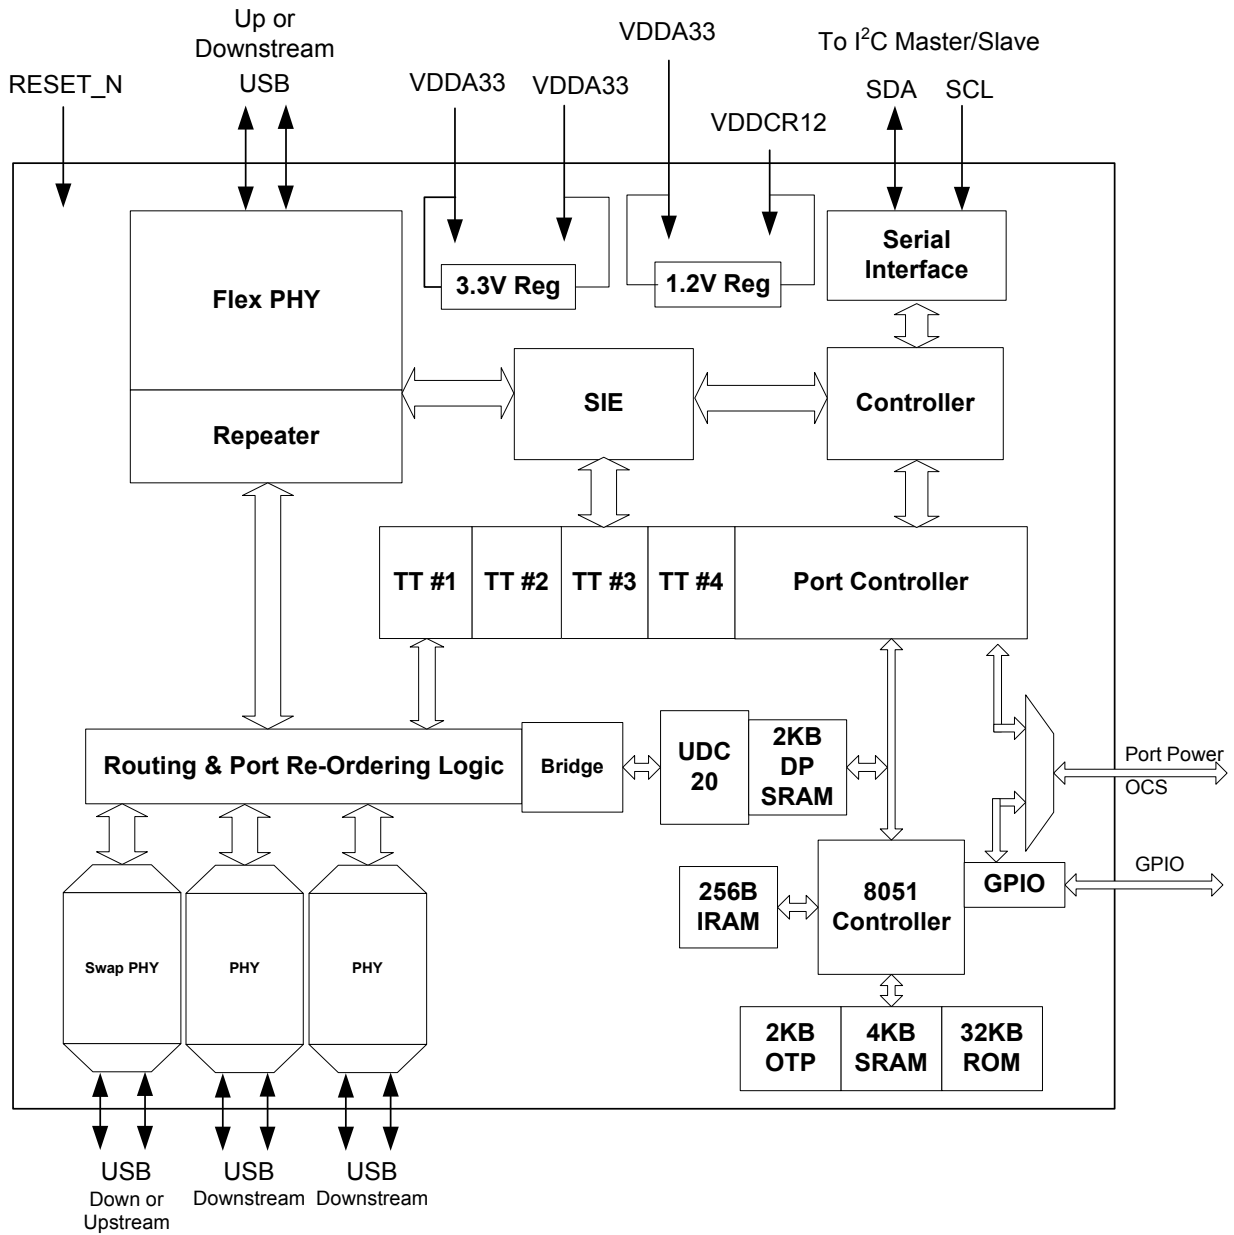 Up or
Downstream
USB
RESET_N
VDDA33
VDDA33
VDDA33
VDDCR12
To I²C Master/Slave
SDA
SCL
Flex PHY
Repeater
3.3V Reg
1.2V Reg
Serial
Interface
SIE
Controller
TT #1
TT #2
TT #3
TT #4
Port Controller
Routing & Port Re-Ordering Logic
Bridge
UDC
20
2KB
DP
SRAM
Port Power
OCS
GPIO
256B
IRAM
8051
Controller
GPIO
Swap PHY
PHY
PHY
2KB
OTP
4KB
SRAM
32KB
ROM
USB
Down or
Upstream
USB
Downstream
USB
Downstream